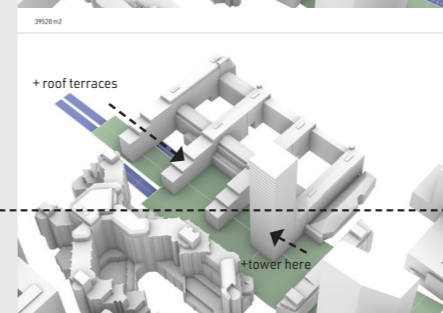 39520 m2
+ roof terraces
+tower here